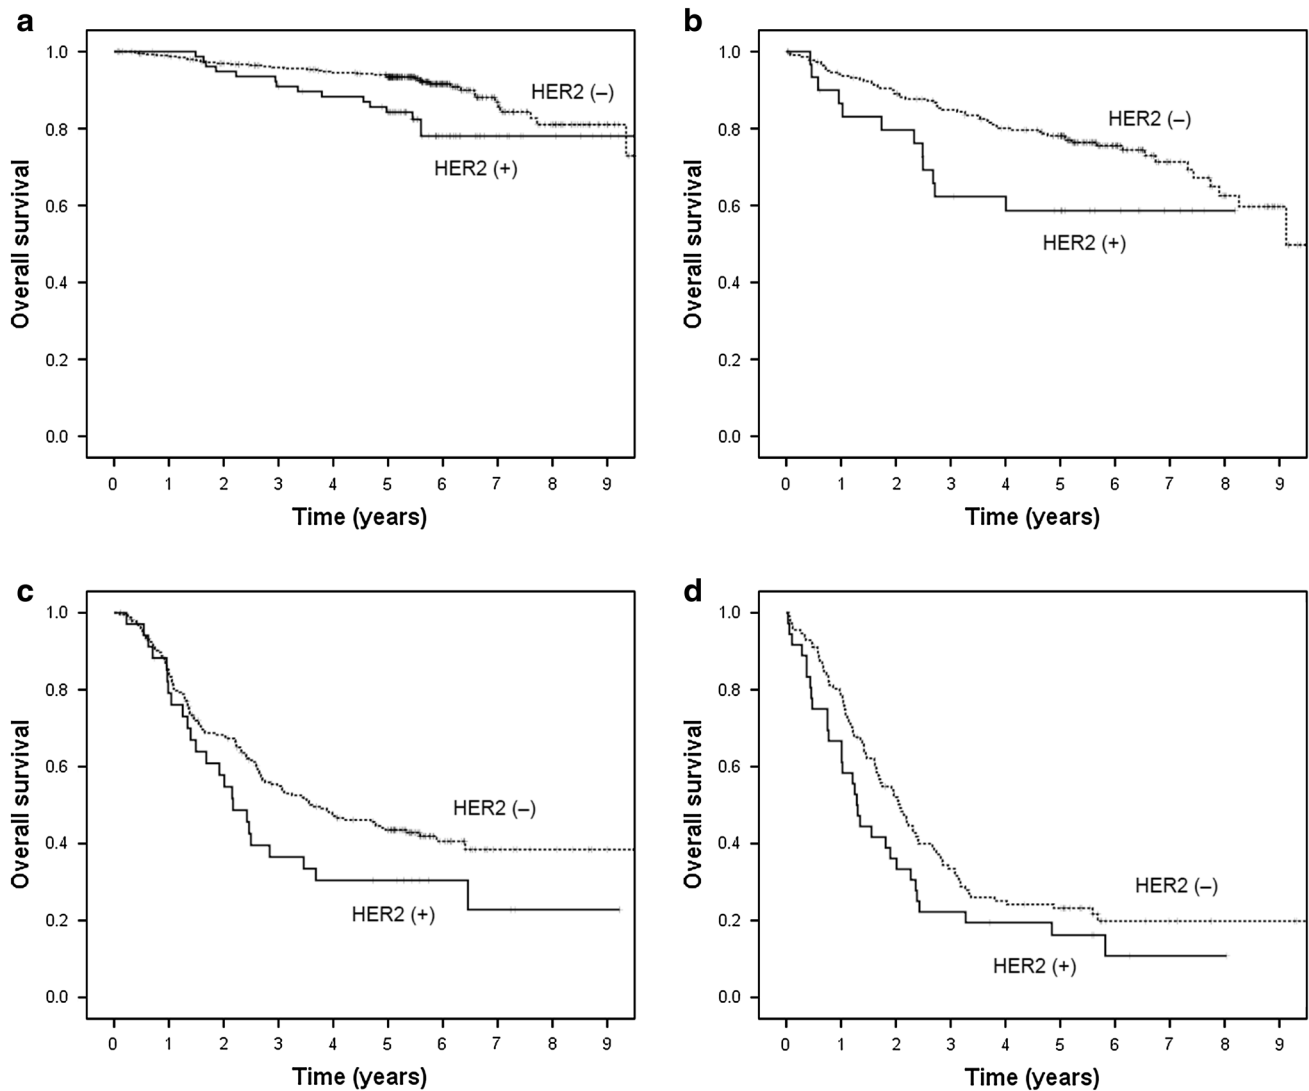 a
Overall survival
1.0
0.8
0.6
0.4
0.2
0.0
HER2 (–)
HER2 (+)
0 1 2 3 4 5 6 7 8 9
Time (years)
b
Overall survival
1.0
0.8
0.6
0.4
0.2
0.0
HER2 (–)
HER2 (+)
0 1 2 3 4 5 6 7 8 9
Time (years)
c
Overall survival
1.0
0.8
0.6
0.4
0.2
0.0
HER2 (–)
HER2 (+)
0 1 2 3 4 5 6 7 8 9
Time (years)
d
Overall survival
1.0
0.8
0.6
0.4
0.2
0.0
HER2 (–)
HER2 (+)
0 1 2 3 4 5 6 7 8 9
Time (years)